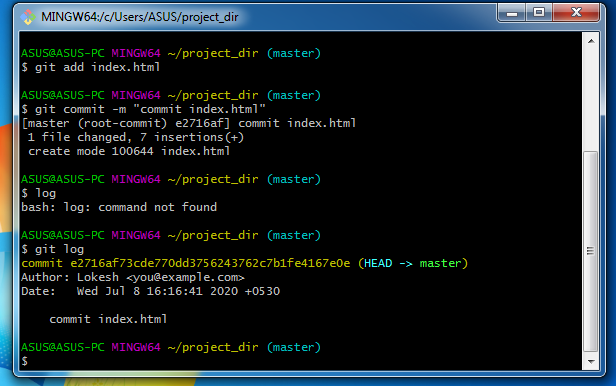 MINGW64:/c/Users/ASUS/project_dir
ASUS@ASUS-PC MINGW64 ~/project_dir (master)
$ git add index.html
ASUS@ASUS-PC MINGW64 ~/project_dir (master)
$ git commit -m "commit index.html"
[master (root-commit) e2716af] commit index.html
 1 file changed, 7 insertions(+)
 create mode 100644 index.html
ASUS@ASUS-PC MINGW64 ~/project_dir (master)
$ log
bash: log: command not found
ASUS@ASUS-PC MINGW64 ~/project_dir (master)
$ git log
commit e2716af73cde770dd3756243762c7b1fe4167e0e (HEAD -> master)
Author: Lokesh <you@example.com>
Date:   Wed Jul 8 16:16:41 2020 +0530
    commit index.html
ASUS@ASUS-PC MINGW64 ~/project_dir (master)
$